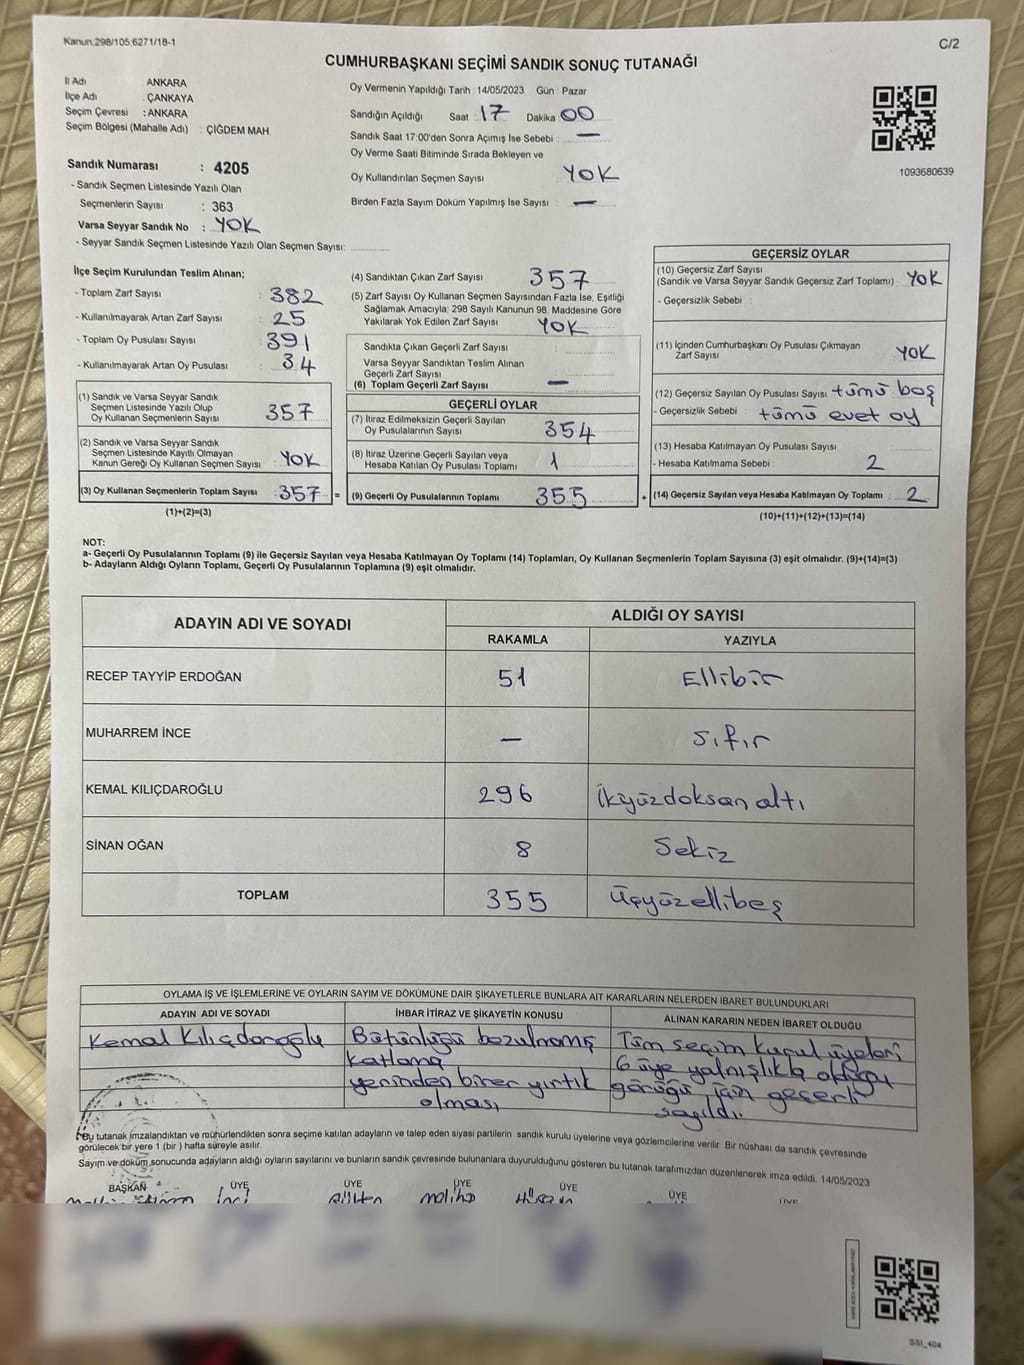 Kanun.298/105,6271/18-1
C/2
CUMHURBAŞKANI SEÇİMİ SANDIK SONUÇ TUTANAĞI
İl Adı ANKARA
İlçe Adı : ÇANKAYA
Seçim Çevresi : ANKARA
Seçim Bölgesi (Mahalle Adı) : ÇİĞDEM MAH.
Sandık Numarası : 4205
- Sandık Seçmen Listesinde Yazılı Olan
Seçmenlerin Sayısı : 363
Varsa Seyyar Sandık No : YOK
- Seyyar Sandık Seçmen Listesinde Yazılı Olan Seçmen Sayısı:
Oy Vermenin Yapıldığı Tarih : 14/05/2023 Gün : Pazar
Sandığın Açıldığı Saat : 17 Dakika : 00
Sandık Saat 17:00'den Sonra Açımış İse Sebebi : —
Oy Verme Saati Bitiminde Sırada Bekleyen ve
Oy Kullandırılan Seçmen Sayısı : YOK
Birden Fazla Sayım Döküm Yapılmış İse Sayısı : —
1093680639
İlçe Seçim Kurulundan Teslim Alınan;
- Toplam Zarf Sayısı : 382
- Kullanılmayarak Artan Zarf Sayısı : 25
- Toplam Oy Pusulası Sayısı : 391
- Kullanılmayarak Artan Oy Pusulası : 34
(1) Sandık ve Varsa Seyyar Sandık
Seçmen Listesinde Yazılı Olup
Oy Kullanan Seçmenlerin Sayısı : 357
(2) Sandık ve Varsa Seyyar Sandık
Seçmen Listesinde Kayıtlı Olmayan
Kanun Gereği Oy Kullanan Seçmen Sayısı : YOK
(3) Oy Kullanan Seçmenlerin Toplam Sayısı : 357 =
(1)+(2)=(3)
(4) Sandıktan Çıkan Zarf Sayısı 357
(5) Zarf Sayısı Oy Kullanan Seçmen Sayısından Fazla İse, Eşitliği
Sağlamak Amacıyla; 298 Sayılı Kanunun 98. Maddesine Göre
Yakılarak Yok Edilen Zarf Sayısı : YOK
Sandıkta Çıkan Geçerli Zarf Sayısı :
Varsa Seyyar Sandıktan Teslim Alınan
Geçerli Zarf Sayısı
(6) Toplam Geçerli Zarf Sayısı —
GEÇERLİ OYLAR
(7) İtiraz Edilmeksizin Geçerli Sayılan
Oy Pusulalarının Sayısı : 354
(8) İtiraz Üzerine Geçerli Sayılan veya
Hesaba Katılan Oy Pusulası Toplamı : 1
(9) Geçerli Oy Pusulalarının Toplamı : 355 +
GEÇERSİZ OYLAR
(10) Geçersiz Zarf Sayısı
(Sandık ve Varsa Seyyar Sandık Geçersiz Zarf Toplamı) : YOK
- Geçersizlik Sebebi :
(11) İçinden Cumhurbaşkanı Oy Pusulası Çıkmayan
Zarf Sayısı : YOK
(12) Geçersiz Sayılan Oy Pusulası Sayısı : tümü boş
- Geçersizlik Sebebi : tümü evet oy
(13) Hesaba Katılmayan Oy Pusulası Sayısı :
- Hesaba Katılmama Sebebi : 2
(14) Geçersiz Sayılan veya Hesaba Katılmayan Oy Toplamı : 2
(10)+(11)+(12)+(13)=(14)
NOT:
a- Geçerli Oy Pusulalarının Toplamı (9) ile Geçersiz Sayılan veya Hesaba Katılmayan Oy Toplamı (14) Toplamları, Oy Kullanan Seçmenlerin Toplam Sayısına (3) eşit olmalıdır. (9)+(14)=(3)
b- Adayların Aldığı Oyların Toplamı, Geçerli Oy Pusulalarının Toplamına (9) eşit olmalıdır.
ADAYIN ADI VE SOYADI ALDIĞI OY SAYISI
RAKAMLA YAZIYLA
RECEP TAYYİP ERDOĞAN 51 Ellibir
MUHARREM İNCE — sıfır
KEMAL KILIÇDAROĞLU 296 İkiyüzdoksan altı
SİNAN OĞAN 8 Sekiz
TOPLAM 355 Üçyüzellibeş
OYLAMA İŞ VE İŞLEMLERİNE VE OYLARIN SAYIM VE DÖKÜMÜNE DAİR ŞİKAYETLERLE BUNLARA AİT KARARLARIN NELERDEN İBARET BULUNDUKLARI
ADAYIN ADI VE SOYADI İHBAR İTİRAZ VE ŞİKAYETİN KONUSU ALINAN KARARIN NEDEN İBARET OLDUĞU
Kemal Kılıçdaroğlu
Bütünlüğü bozulmamış
katlama
yerinden birer yırtık
olması
Tüm seçim kurul üyeleri
6 üye yalnışlıkla olduğu
görüşü için geçerli
sayıldı.
Bu tutanak imzalandıktan ve mühürlendikten sonra seçime katılan adayların ve talep eden siyasi partilerin sandık kurulu üyelerine veya gözlemcilerine verilir. Bir nüshası da sandık çevresinde
görülecek bir yere 1 (bir ) hafta süreyle asılır.
Sayım ve döküm sonucunda adayların aldığı oyların sayılarını ve bunların sandık çevresinde bulunanlara duyurulduğunu gösteren bu tutanak tarafımızdan düzenlenerek imza edildi. 14/05/2023
BAŞKAN ÜYE ÜYE ÜYE ÜYE ÜYE ÜYE